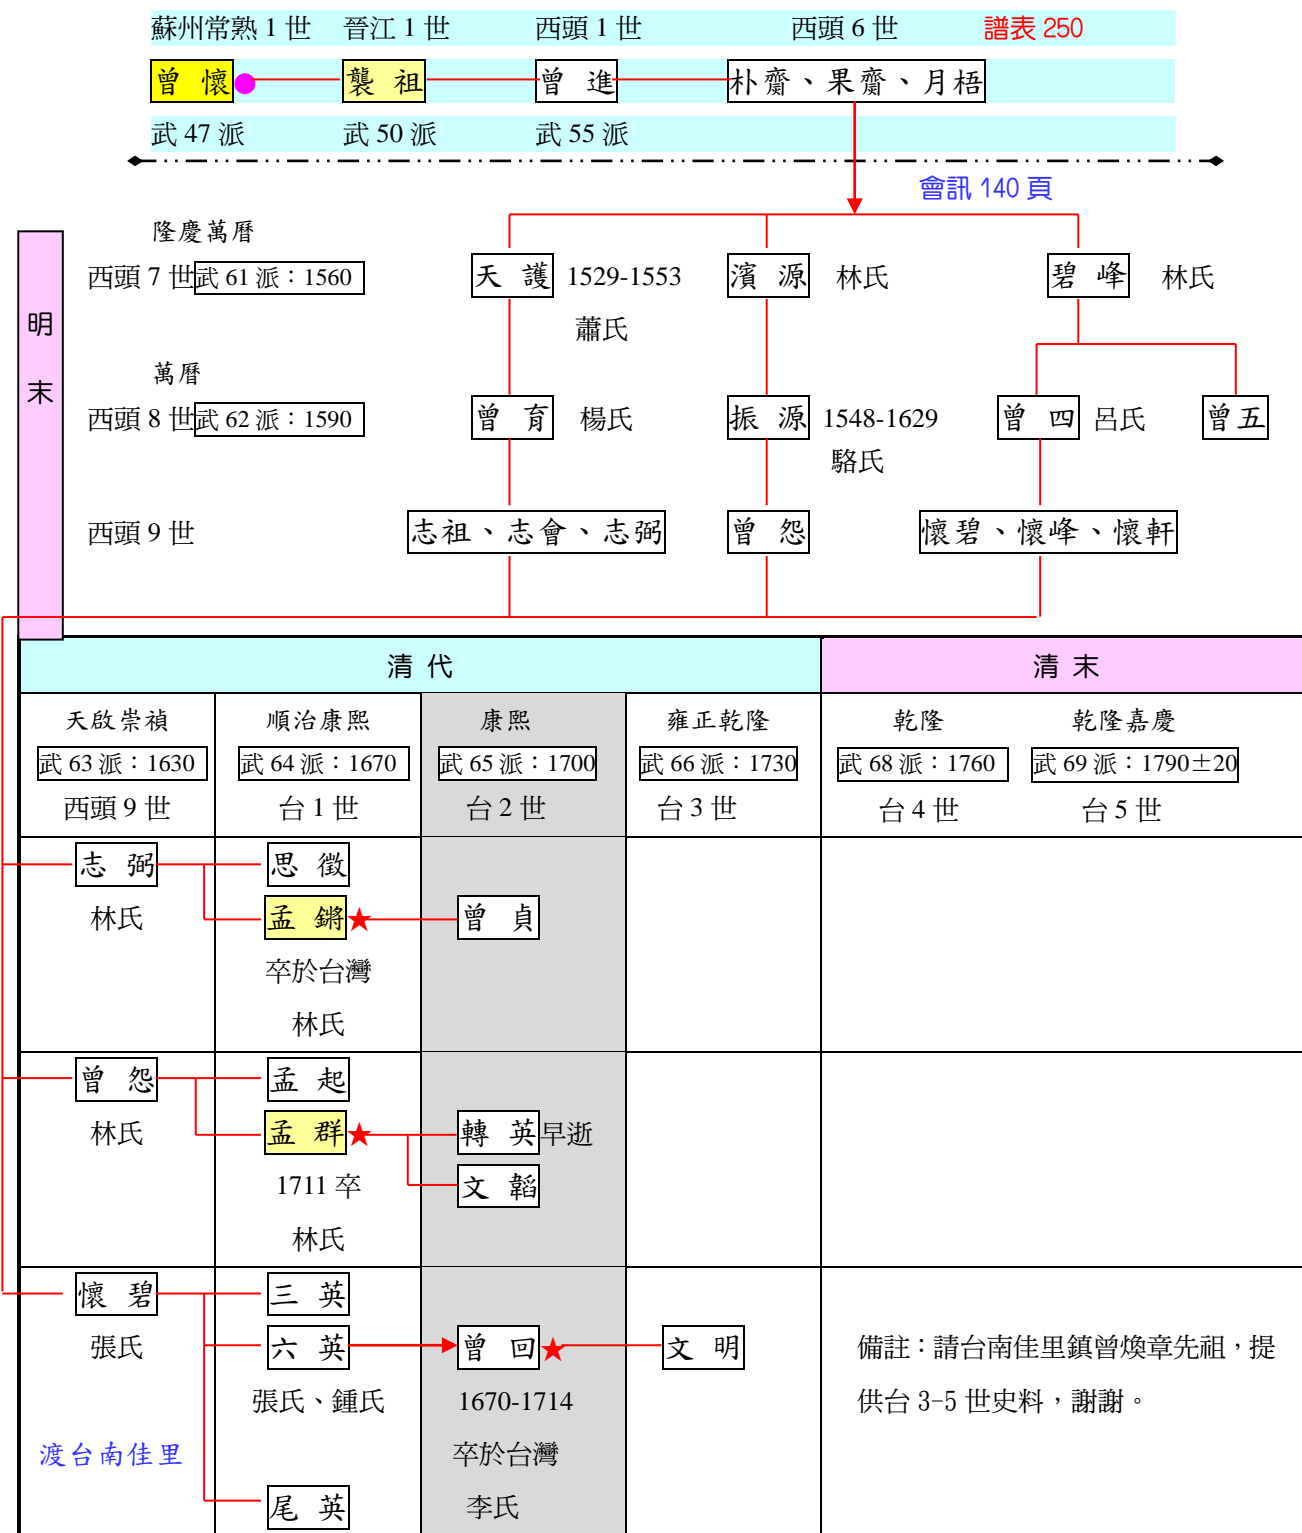 蘇州常熟 1 世 晉江 1 世 西頭 1 世 西頭 6 世 譜表 250
曾 懷 襲 祖 曾 進 朴齋、果齋、月梧
武 47 派 武 50 派 武 55 派
會訊 140 頁
隆慶萬曆
西頭 7 世 武 61 派：1560 天 護 1529-1553 濱 源 林氏 碧 峰 林氏
蕭氏
明末
萬曆
西頭 8 世 武 62 派：1590 曾 育 楊氏 振 源 1548-1629 曾 四 呂氏 曾五
駱氏
西頭 9 世 志祖、志會、志弼 曾 怨 懷碧、懷峰、懷軒
清 代 清 末
天啟崇禎 順治康熙 康熙 雍正乾隆 乾隆 乾隆嘉慶
武 63 派：1630 武 64 派：1670 武 65 派：1700 武 66 派：1730 武 68 派：1760 武 69 派：1790±20
西頭 9 世 台 1 世 台 2 世 台 3 世 台 4 世 台 5 世
志 弼 思 徵
林氏 孟 鏘★ 曾 貞
卒於台灣
林氏
曾 怨 孟 起
林氏 孟 群★ 轉 英 早逝
1711 卒 文 韜
林氏
懷 碧 三 英
張氏 六 英 曾 回★ 文 明 備註：請台南佳里鎮曾煥章先祖，提
張氏、鍾氏 1670-1714 供台 3-5 世史料，謝謝。
渡台南佳里 卒於台灣
尾 英 李氏